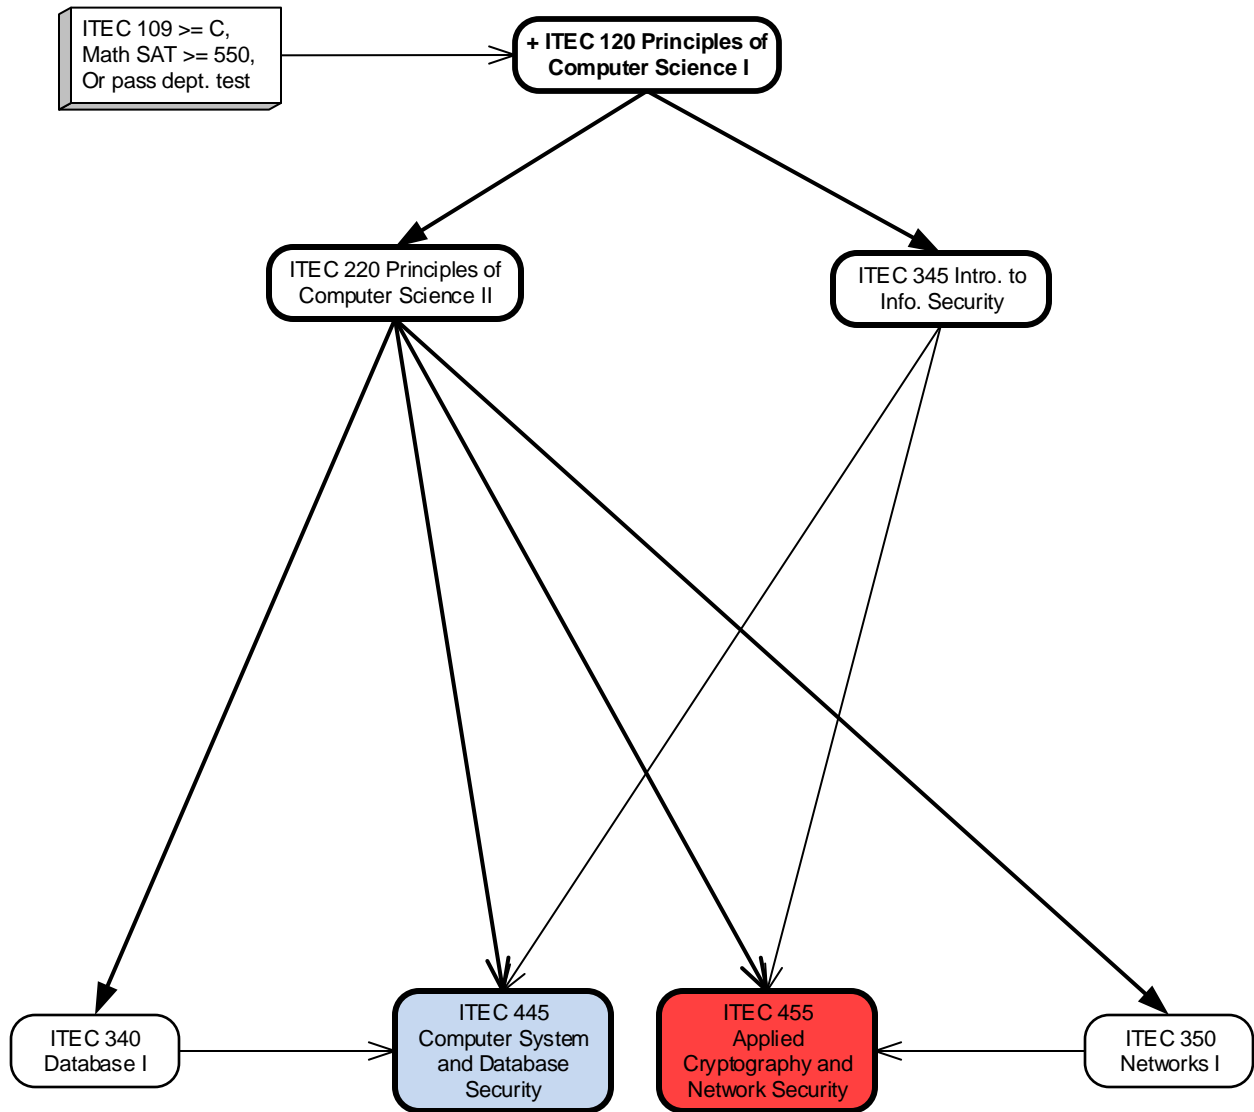 ITEC 109 >= C,
Math SAT >= 550,
Or pass dept. test
+ ITEC 120 Principles of
Computer Science I
ITEC 220 Principles of
Computer Science II
ITEC 345 Intro. to
Info. Security
ITEC 340
Database I
ITEC 445
Computer System
and Database
Security
ITEC 455
Applied
Cryptography and
Network Security
ITEC 350
Networks I